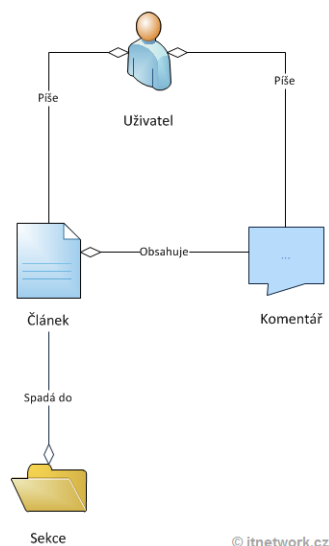 Píše
Píše
Uživatel
Obsahuje
...
Článek
Komentář
Spadá do
Sekce
© itnetwork.cz